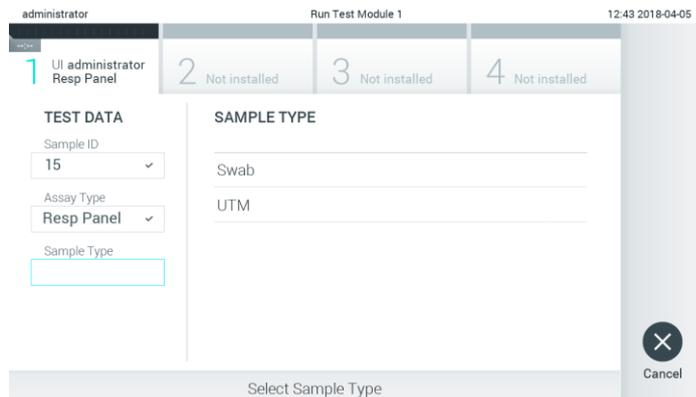 administrator Run Test Module 1 12:43 2018-04-05
--:--
1 UI administrator
Resp Panel
2 Not installed
3 Not installed
4 Not installed
TEST DATA
Sample ID
15
Assay Type
Resp Panel
Sample Type
SAMPLE TYPE
Swab
UTM
Cancel
Select Sample Type